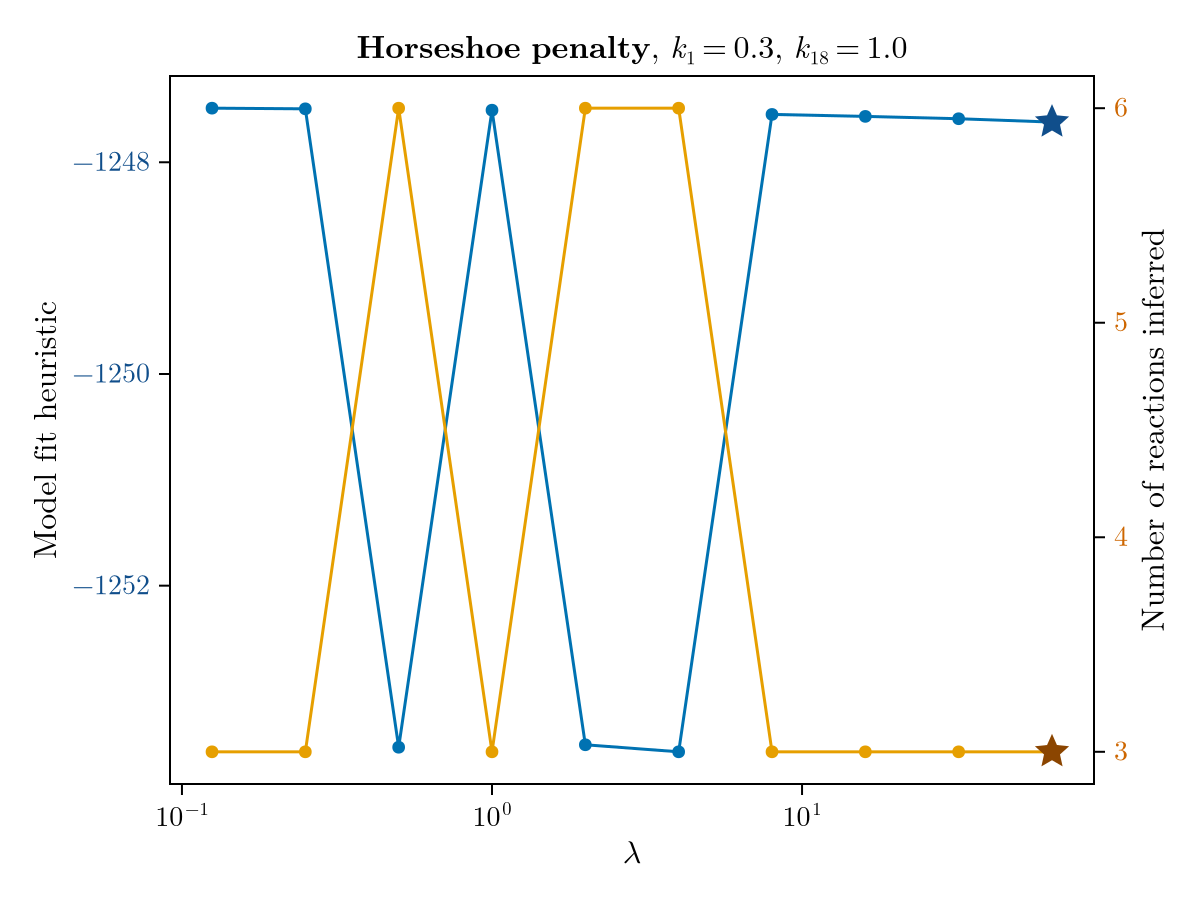 Horseshoe penalty, k₁ = 0.3, k₁₈ = 1.0
Model fit heuristic
−1248
−1250
−1252
6
5
4
3
Number of reactions inferred
10⁻¹
10⁰
10¹
λ